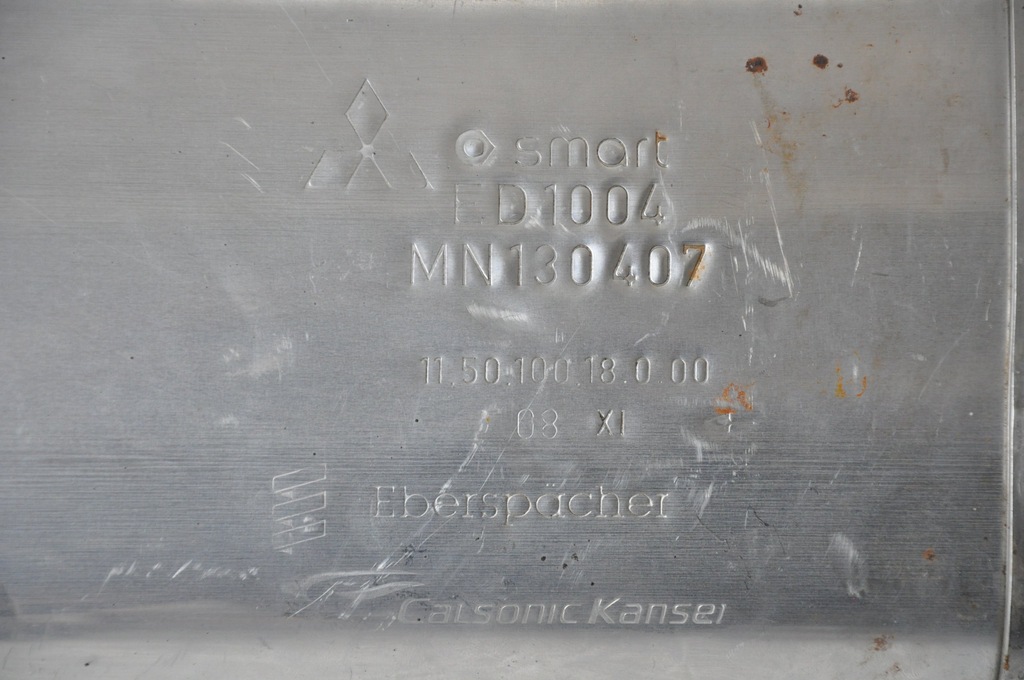 smart
ED1004
MN130407
11.50.100.18.0.00
08 XI
Eberspächer
Calsonic Kansei